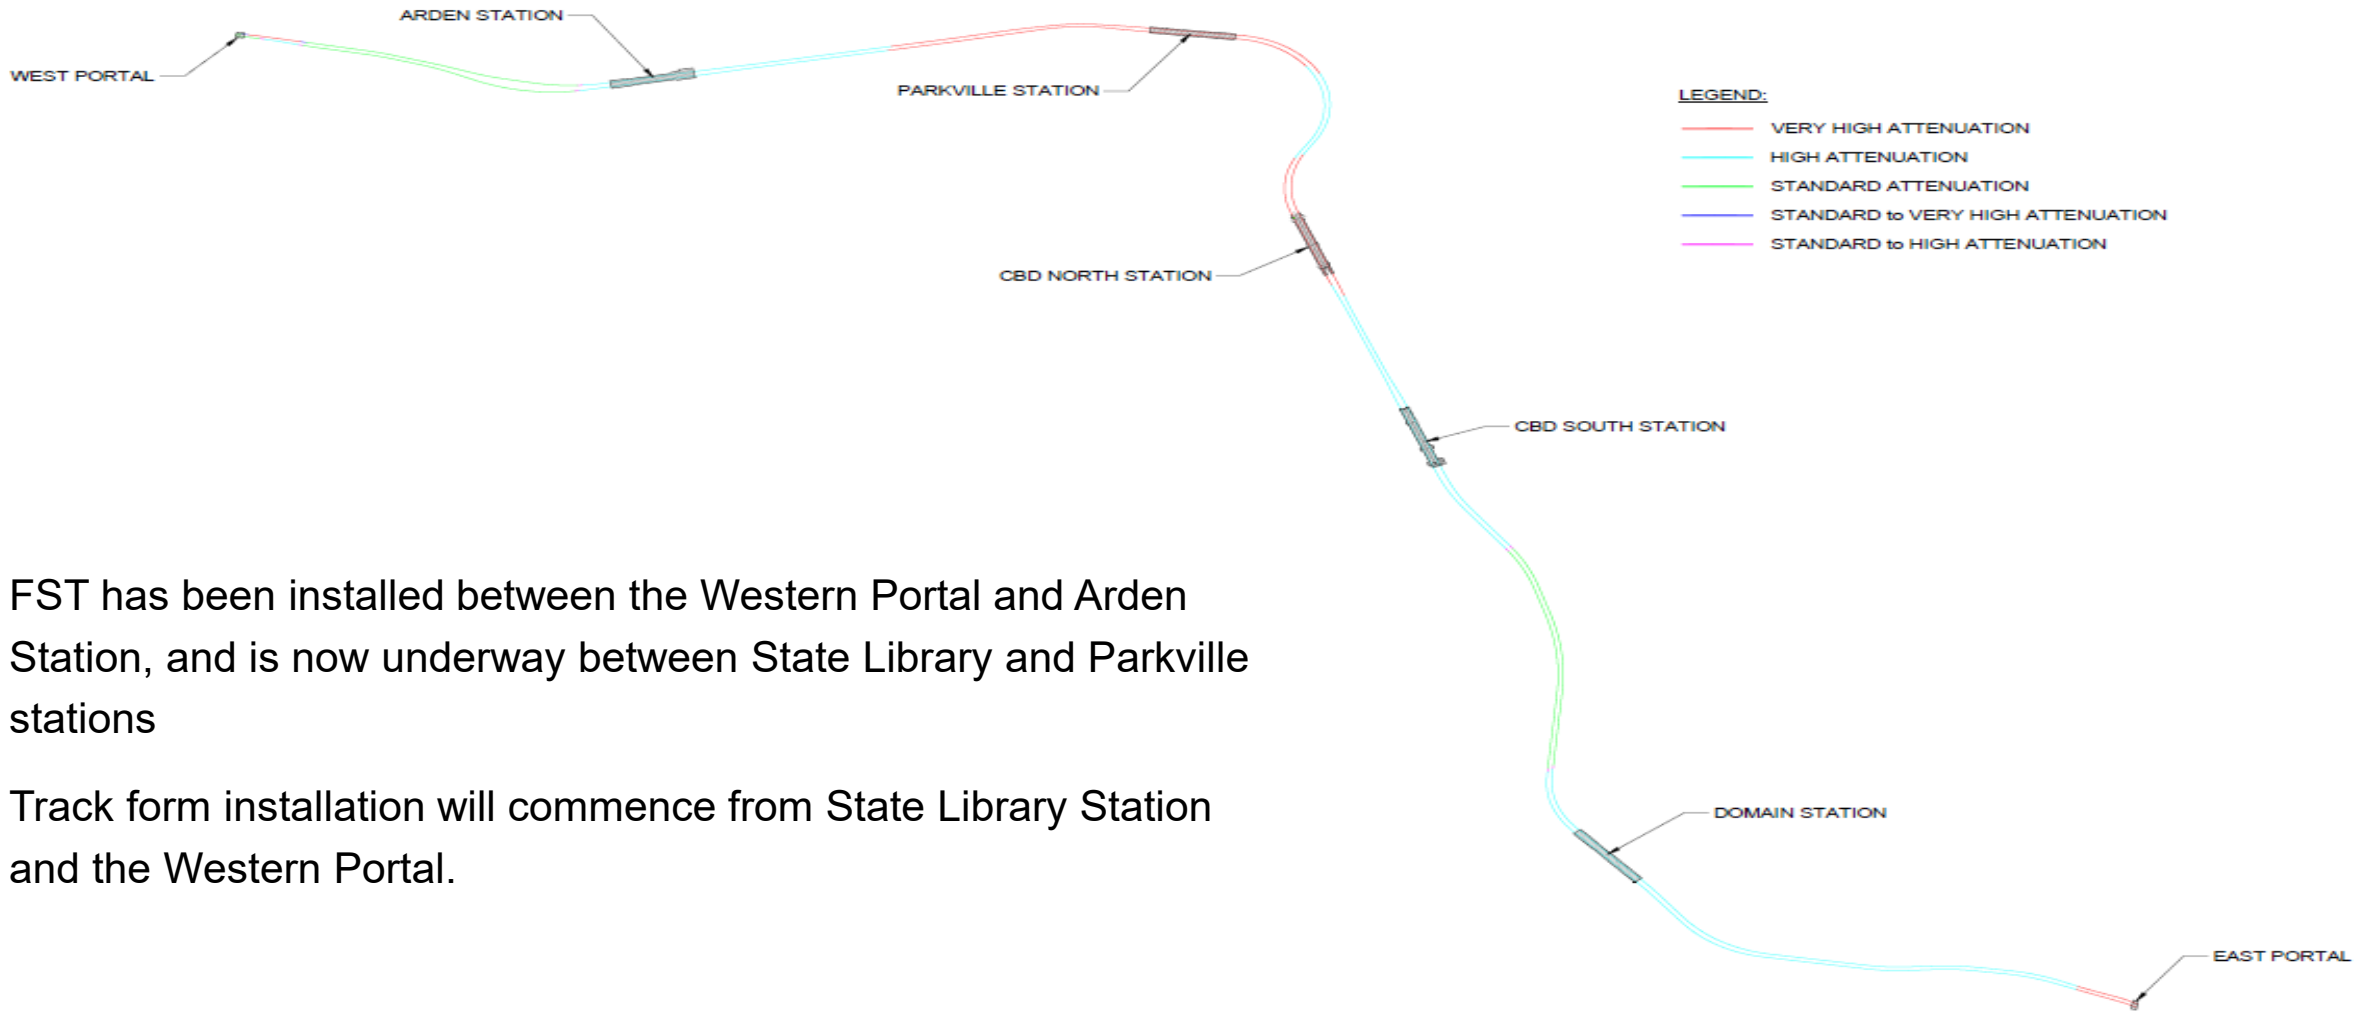 ARDEN STATION
WEST PORTAL
PARKVILLE STATION
LEGEND:
VERY HIGH ATTENUATION
HIGH ATTENUATION
STANDARD ATTENUATION
STANDARD to VERY HIGH ATTENUATION
STANDARD to HIGH ATTENUATION
CBD NORTH STATION
CBD SOUTH STATION
FST has been installed between the Western Portal and Arden
Station, and is now underway between State Library and Parkville
stations
Track form installation will commence from State Library Station
and the Western Portal.
DOMAIN STATION
EAST PORTAL